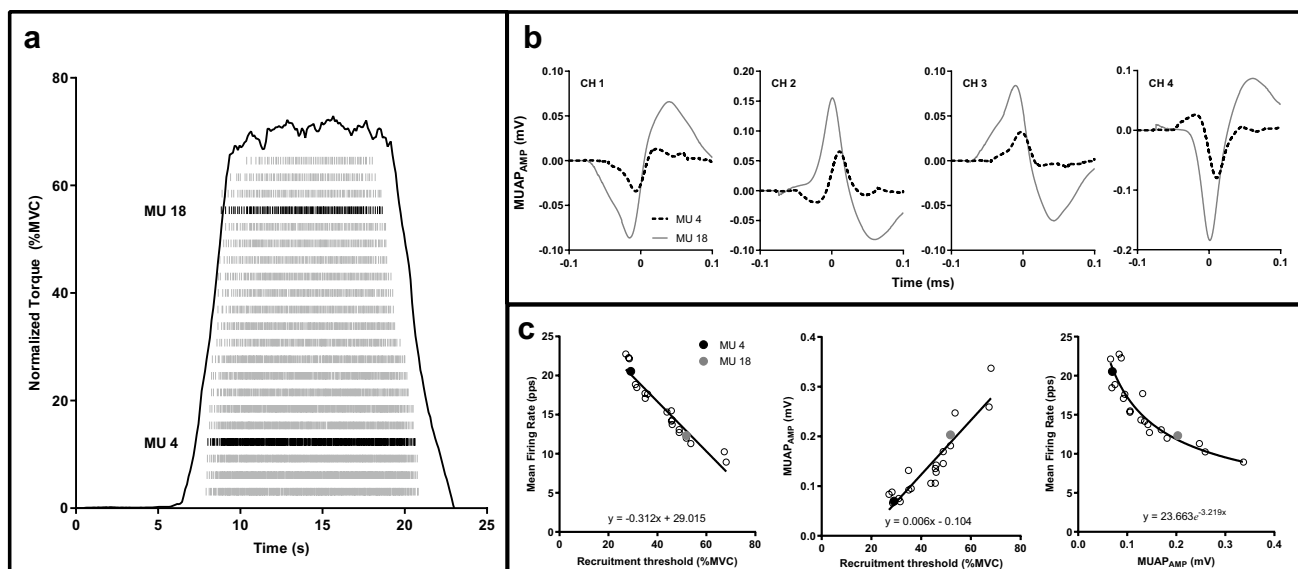 a
80
60
40
20
0
0 5 10 15 20 25
Normalized Torque (%MVC)
Time (s)
MU 18
MU 4
b
MUAP_AMP (mV)
CH 1
0.10
0.05
0.00
-0.05
-0.10
-0.1 0 0.1
MU 4
MU 18
CH 2
0.20
0.15
0.10
0.05
0.00
-0.05
-0.10
-0.1 0 0.1
CH 3
0.10
0.05
0.00
-0.05
-0.10
-0.1 0 0.1
CH 4
0.1
0.0
-0.1
-0.2
-0.1 0 0.1
Time (ms)
c
Mean Firing Rate (pps)
25
20
15
10
5
0
0 20 40 60 80
Recruitment threshold (%MVC)
MU 4
MU 18
y = -0.312x + 29.015
MUAP_AMP (mV)
0.4
0.3
0.2
0.1
0.0
0 20 40 60 80
Recruitment threshold (%MVC)
y = 0.006x - 0.104
Mean Firing Rate (pps)
25
20
15
10
5
0
0.0 0.1 0.2 0.3 0.4
MUAP_AMP (mV)
y = 23.663e^-3.219x